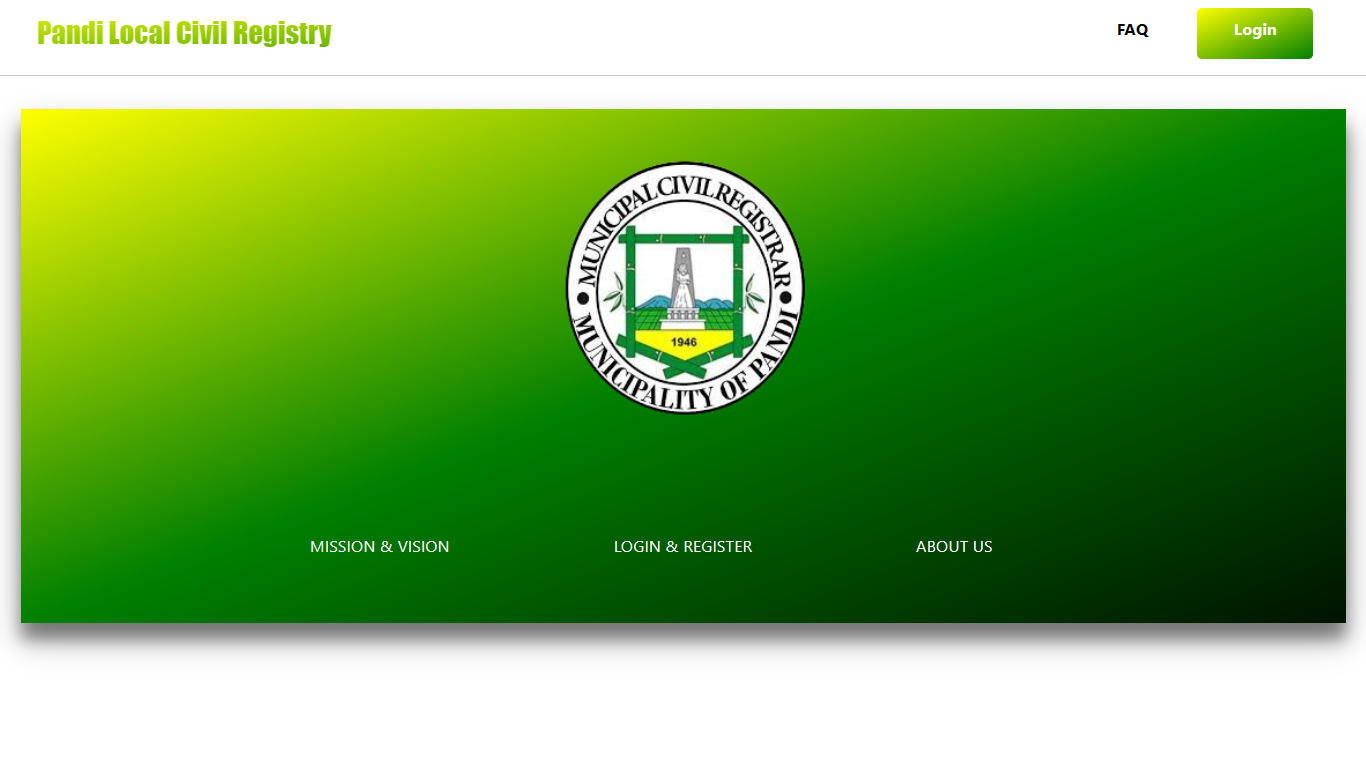 Pandi Local Civil Registry
FAQ
Login
MUNICIPAL CIVIL REGISTRAR
1946
MUNICIPALITY OF PANDI
MISSION & VISION
LOGIN & REGISTER
ABOUT US